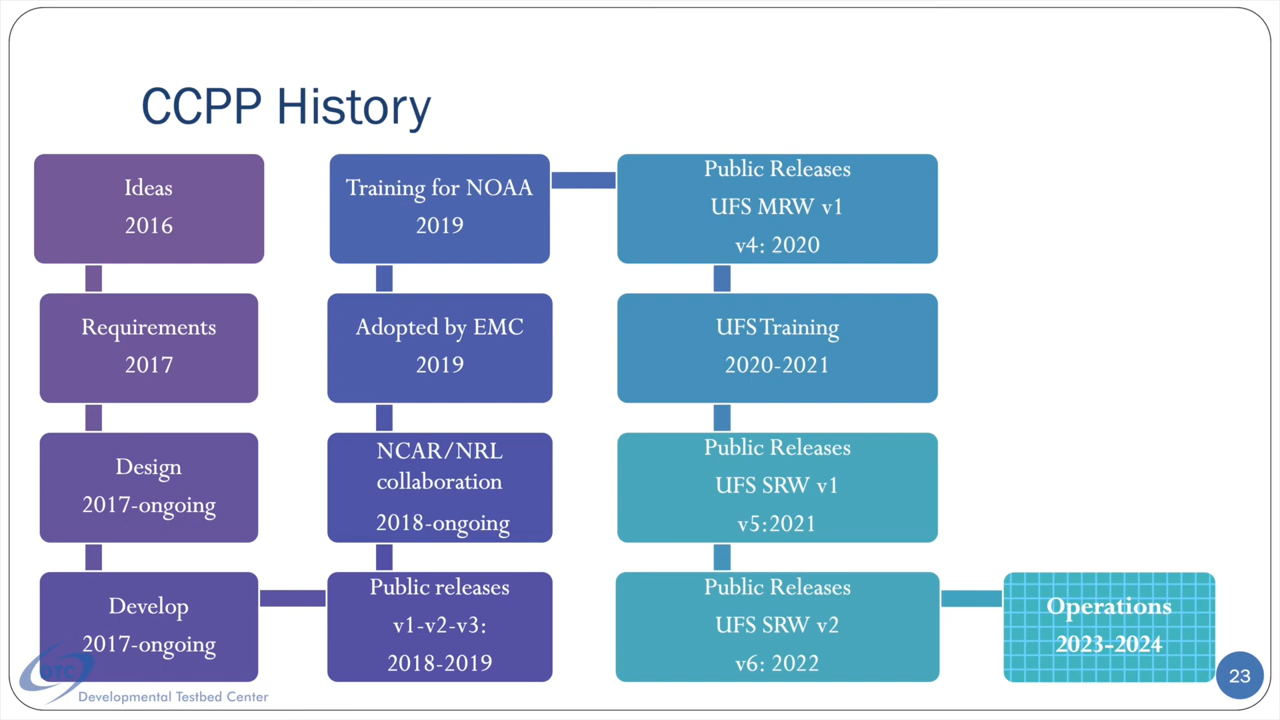 CCPP History
Ideas
2016
Requirements
2017
Design
2017-ongoing
Develop
2017-ongoing
Public releases
v1-v2-v3:
2018-2019
NCAR/NRL
collaboration
2018-ongoing
Adopted by EMC
2019
Training for NOAA
2019
Public Releases
UFS MRW v1
v4: 2020
UFS Training
2020-2021
Public Releases
UFS SRW v1
v5:2021
Public Releases
UFS SRW v2
v6: 2022
Operations
2023-2024
DTC
Developmental Testbed Center
23